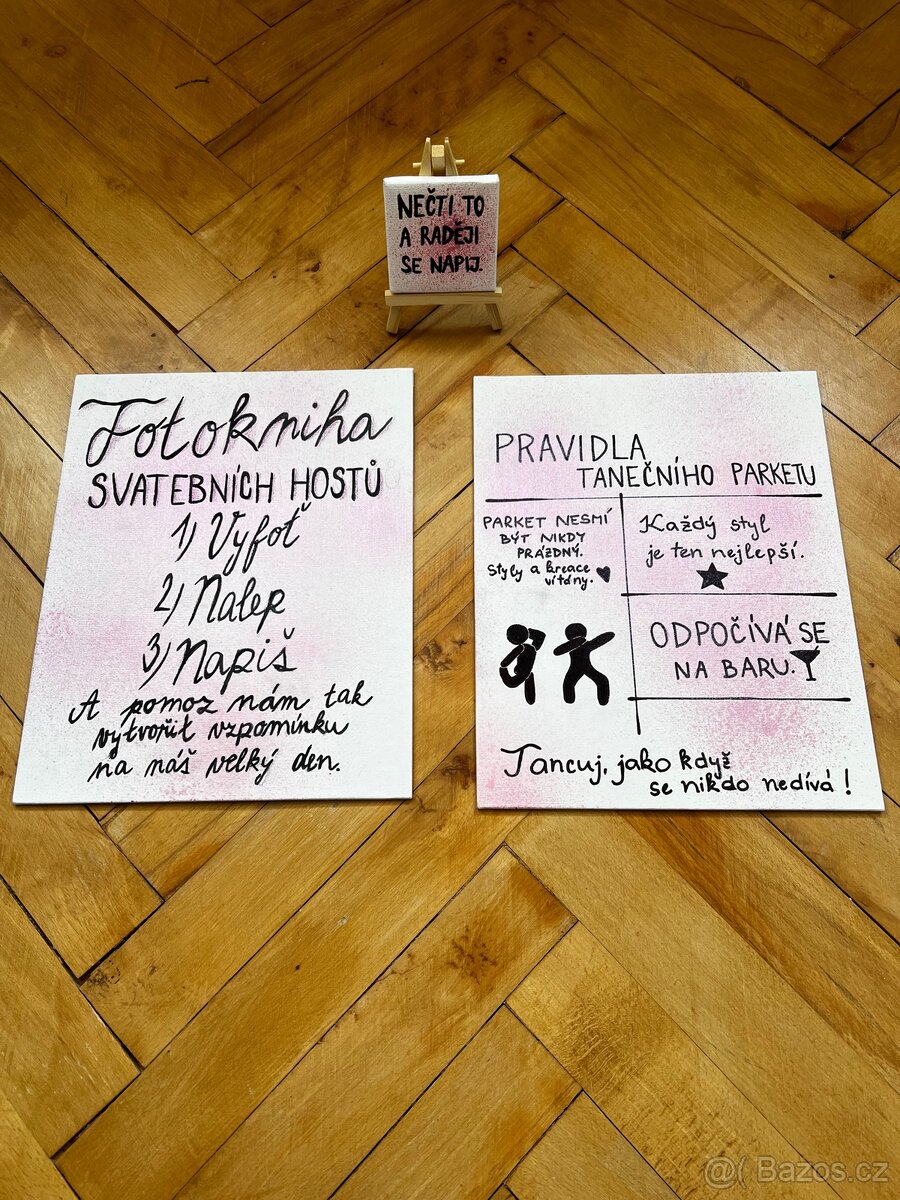 NEČTI TO
A RADĚJI
SE NAPIJ.
Fotokniha
SVATEBNÍCH HOSTŮ
1) Vyfoť
2) Nalep
3) Napiš
A pomoz nám tak
vytvořit vzpomínku
na náš velký den.
PRAVIDLA
TANEČNÍHO PARKETU
PARKET NESMÍ
BÝT NIKDY
PRÁZDNÝ.
Styly a kreace
vítány.
Každý styl
je ten nejlepší.
ODPOČÍVÁ SE
NA BARU.
Tancuj, jako když
se nikdo nedívá!
@( Bazos.cz